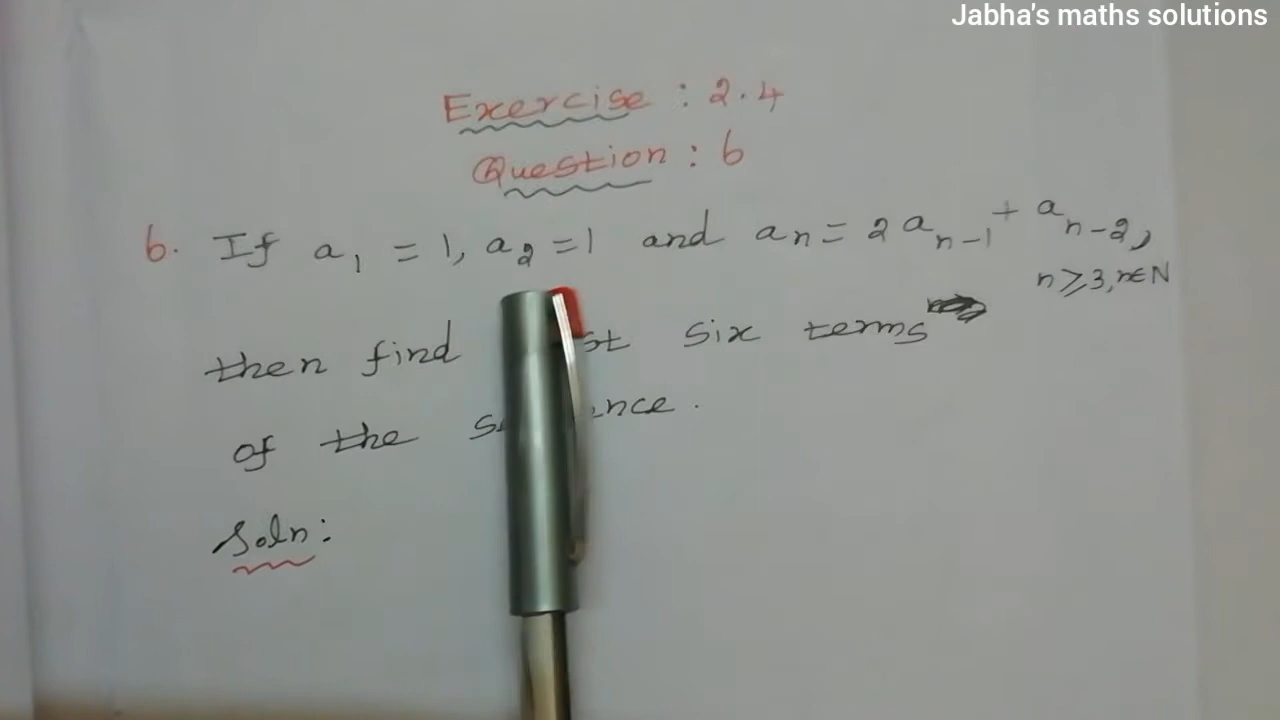 Jabha's maths solutions
Exercise : 2.4
Question : 6
6. If a₁ = 1, a₂ = 1 and aₙ = 2aₙ₋₁ + aₙ₋₂,
n ≥ 3, n ∈ N
then find six terms
of the
Soln: